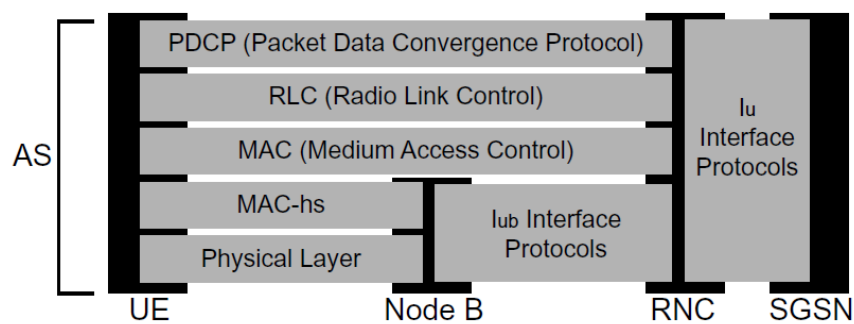 PDCP (Packet Data Convergence Protocol)
RLC (Radio Link Control)
MAC (Medium Access Control)
MAC-hs
Physical Layer
Iub Interface
Protocols
Iu
Interface
Protocols
AS
UE
Node B
RNC
SGSN